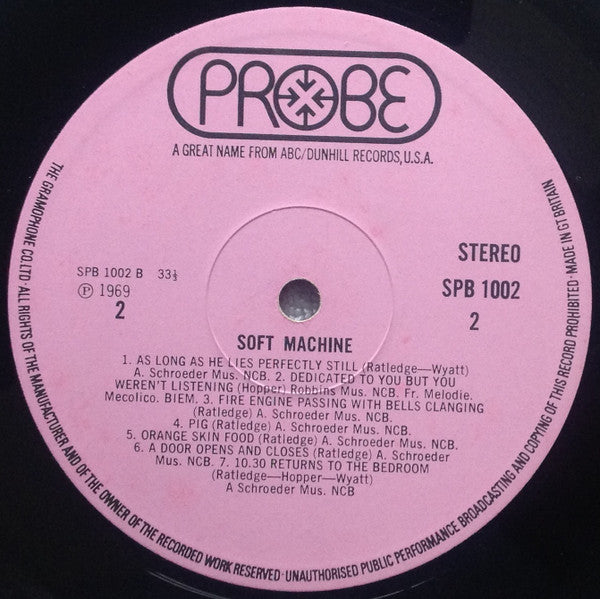 PROBE
A GREAT NAME FROM ABC/DUNHILL RECORDS, U.S.A.
THE GRAMOPHONE CO. LTD · ALL RIGHTS OF THE MANUFACTURER AND OF THE OWNER OF THE RECORDED WORK RESERVED · UNAUTHORISED PUBLIC PERFORMANCE BROADCASTING AND COPYING OF THIS RECORD PROHIBITED · MADE IN GT BRITAIN
SPB 1002 B 33⅓
Ⓟ 1969
2
STEREO
SPB 1002
2
SOFT MACHINE
1. AS LONG AS HE LIES PERFECTLY STILL (Ratledge—Wyatt)
A. Schroeder Mus. NCB. 2. DEDICATED TO YOU BUT YOU
WEREN'T LISTENING (Hopper) Robbins Mus. NCB. Fr. Melodie.
Mecolico. BIEM. 3. FIRE ENGINE PASSING WITH BELLS CLANGING
(Ratledge) A. Schroeder Mus. NCB.
4. PIG (Ratledge) A. Schroeder Mus. NCB.
5. ORANGE SKIN FOOD (Ratledge) A. Schroeder Mus. NCB.
6. A DOOR OPENS AND CLOSES (Ratledge) A. Schroeder
Mus. NCB. 7. 10.30 RETURNS TO THE BEDROOM
(Ratledge—Hopper—Wyatt)
A Schroeder Mus. NCB